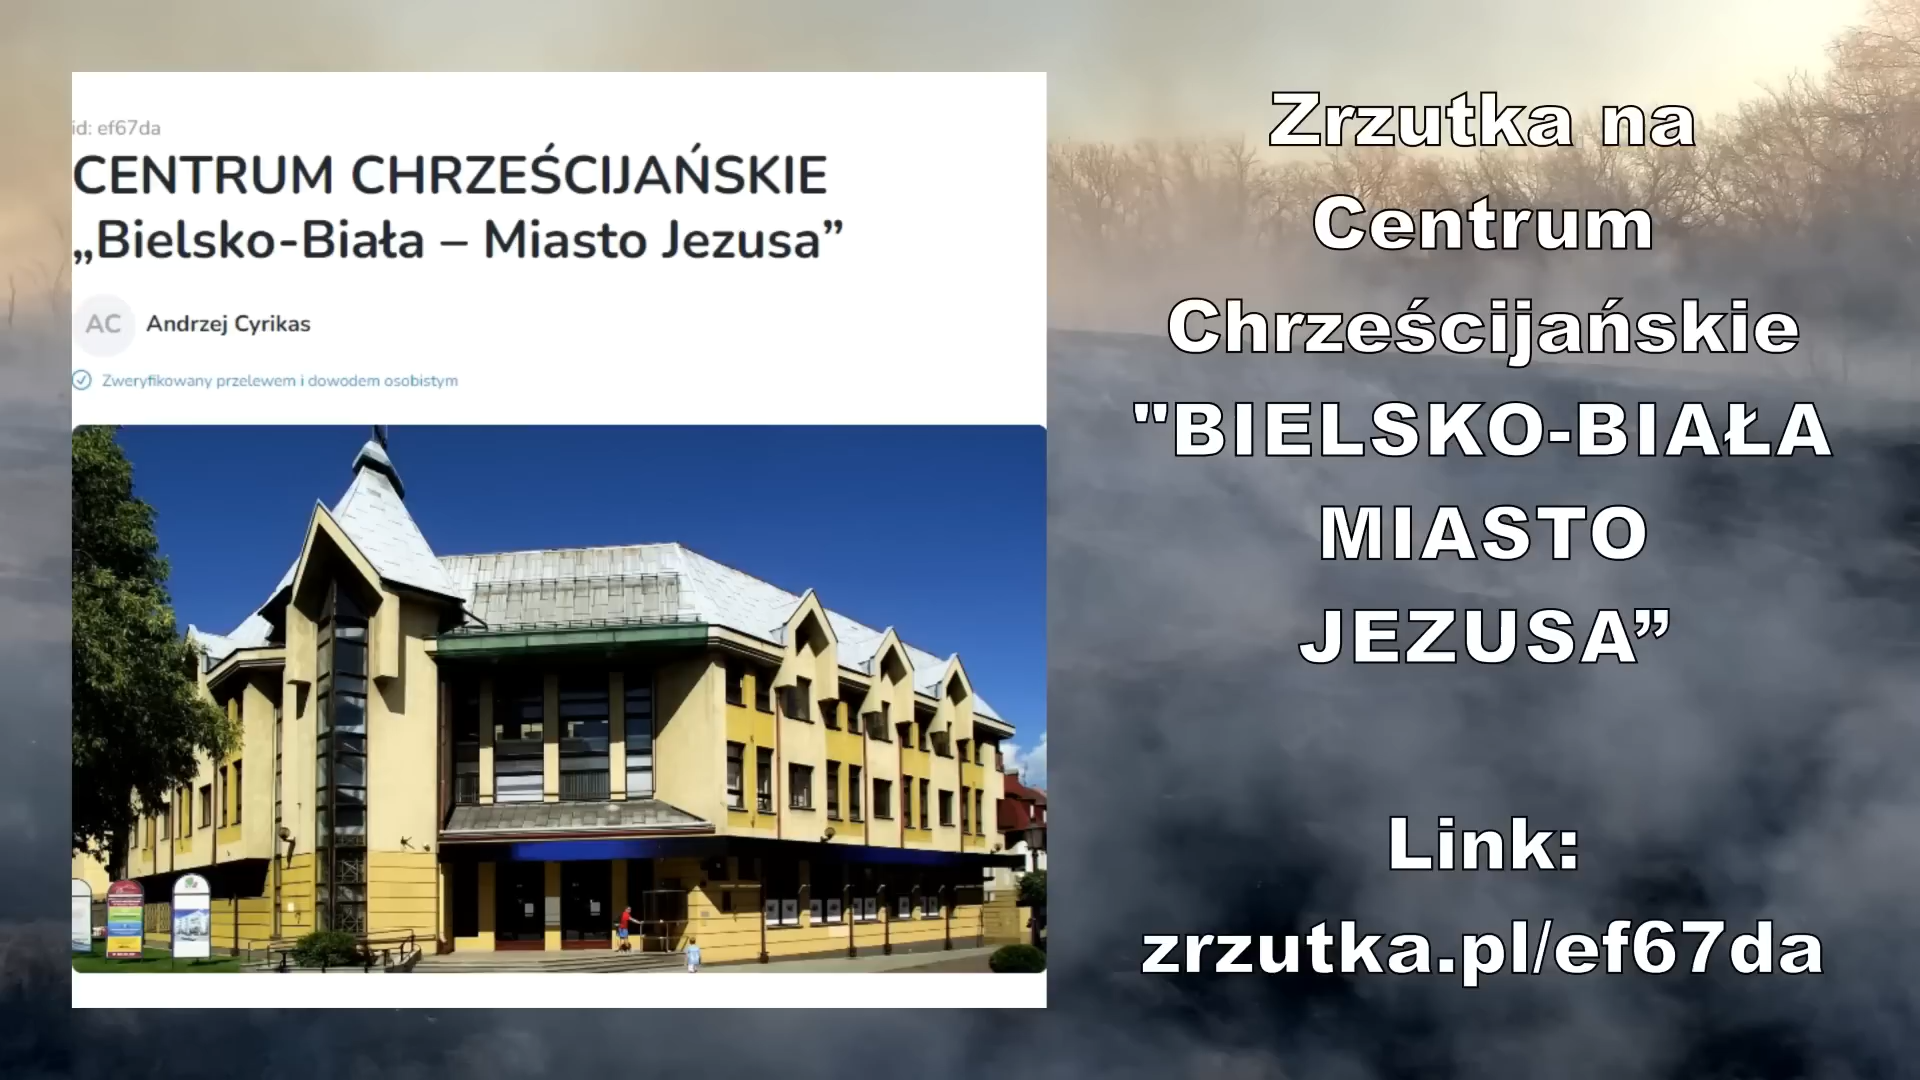 id: ef67da
CENTRUM CHRZEŚCIJAŃSKIE
„Bielsko-Biała – Miasto Jezusa”
AC
Andrzej Cyrikas
Zweryfikowany przelewem i dowodem osobistym
Zrzutka na
Centrum
Chrześcijańskie
"BIELSKO-BIAŁA
MIASTO
JEZUSA”
Link:
zrzutka.pl/ef67da